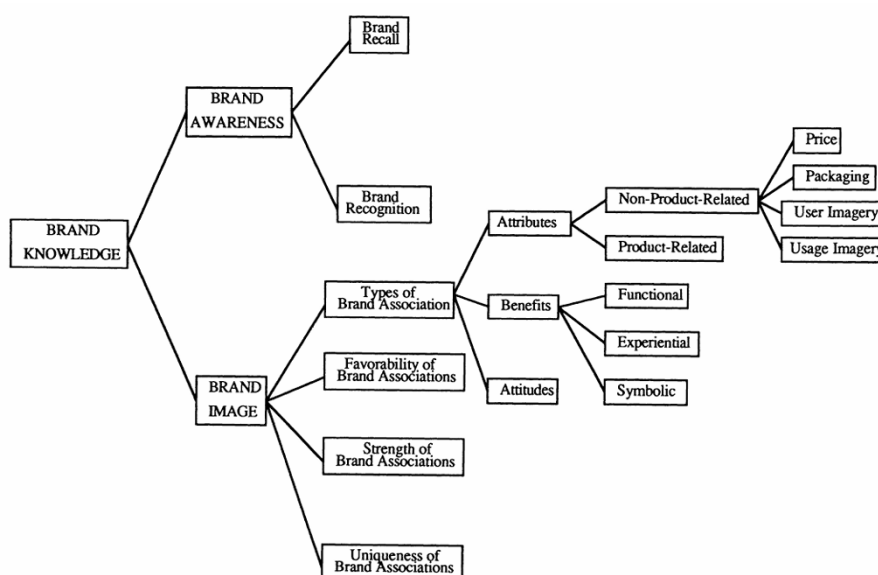 Brand
Recall
BRAND
AWARENESS
Brand
Recognition
BRAND
KNOWLEDGE
BRAND
IMAGE
Types of
Brand Association
Favorability of
Brand Associations
Strength of
Brand Associations
Uniqueness of
Brand Associations
Attributes
Benefits
Attitudes
Non-Product-Related
Product-Related
Functional
Experiential
Symbolic
Price
Packaging
User Imagery
Usage Imagery